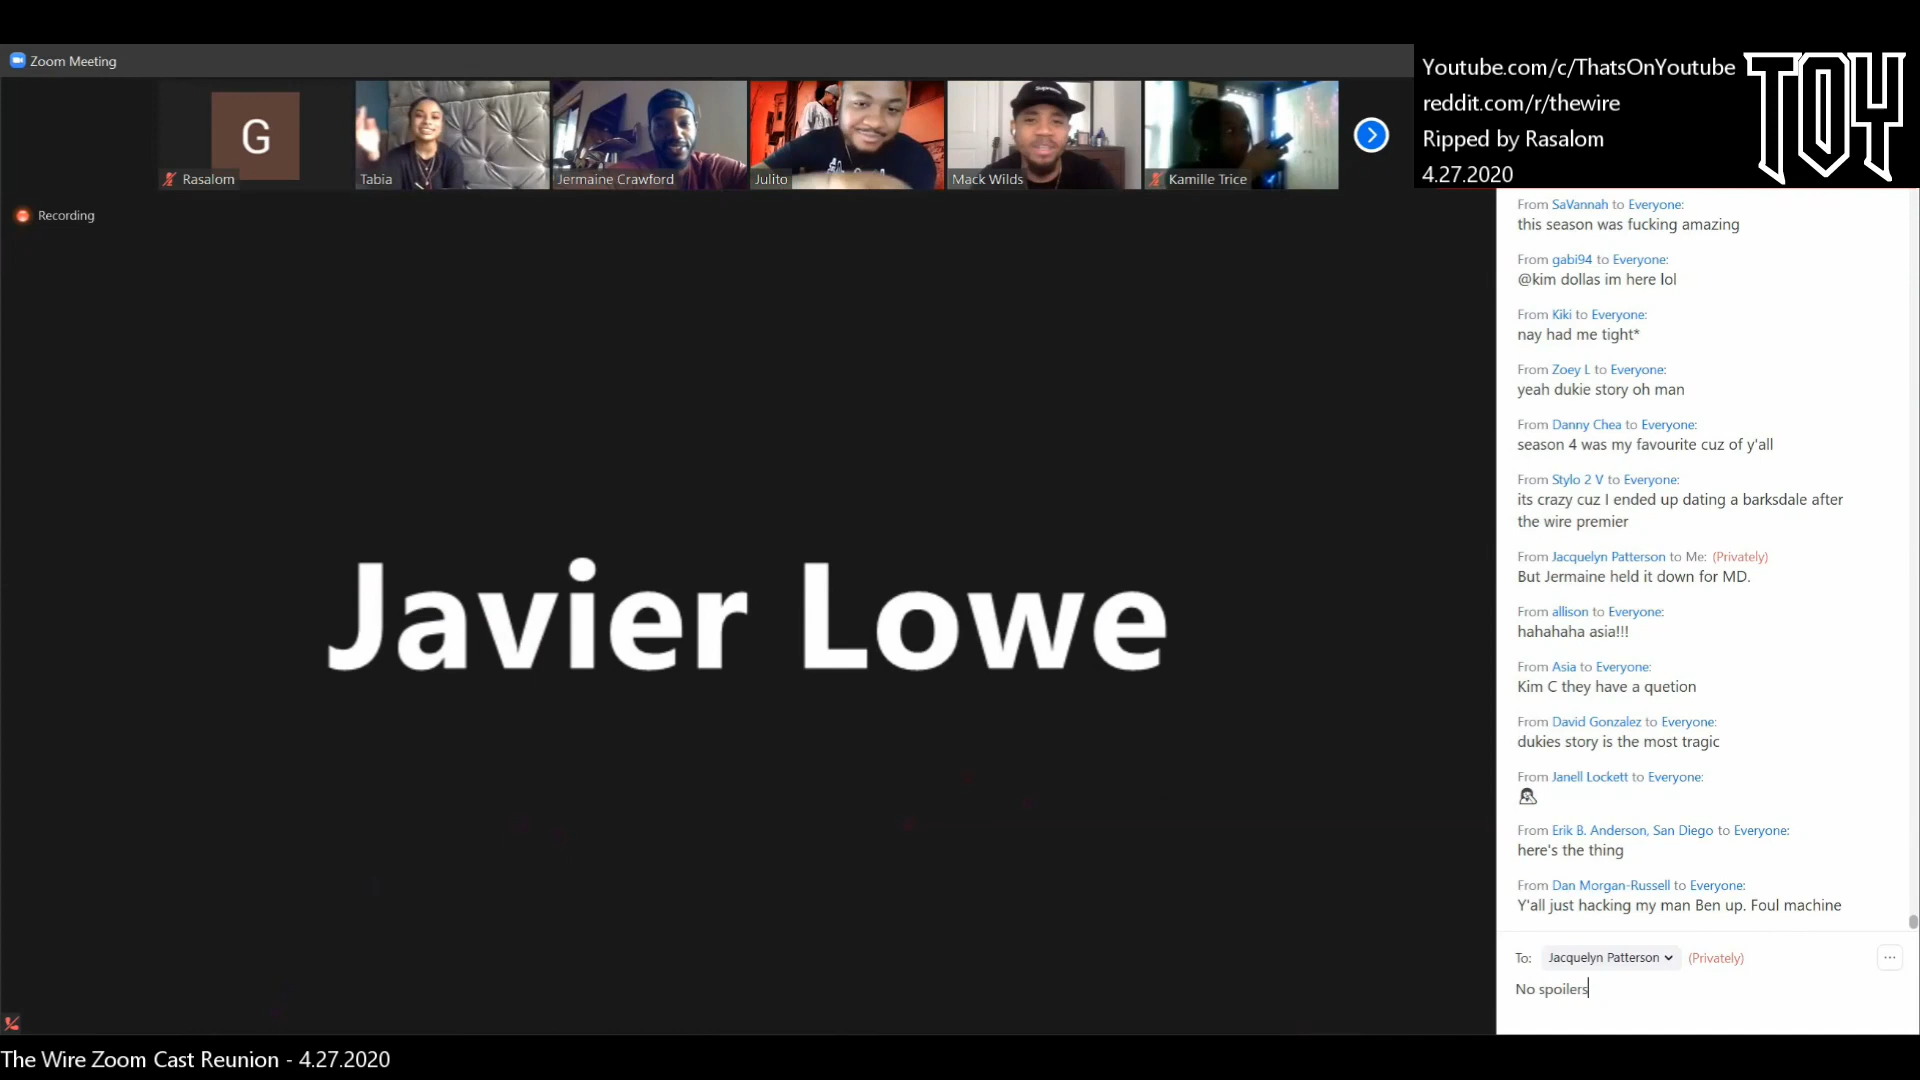 Zoom Meeting
G
Rasalom
Tabia
Jermaine Crawford
Julito
Mack Wilds
Kamille Trice
Youtube.com/c/ThatsOnYoutube
reddit.com/r/thewire
Ripped by Rasalom
4.27.2020
TOY
Recording
Javier Lowe
From SaVannah to Everyone:
this season was fucking amazing
From gabi94 to Everyone:
@kim dollas im here lol
From Kiki to Everyone:
nay had me tight*
From Zoey L to Everyone:
yeah dukie story oh man
From Danny Chea to Everyone:
season 4 was my favourite cuz of y'all
From Stylo 2 V to Everyone:
its crazy cuz I ended up dating a barksdale after
the wire premier
From Jacquelyn Patterson to Me: (Privately)
But Jermaine held it down for MD.
From allison to Everyone:
hahahaha asia!!!
From Asia to Everyone:
Kim C they have a quetion
From David Gonzalez to Everyone:
dukies story is the most tragic
From Janell Lockett to Everyone:
From Erik B. Anderson, San Diego to Everyone:
here's the thing
From Dan Morgan-Russell to Everyone:
Y'all just hacking my man Ben up. Foul machine
To: Jacquelyn Patterson (Privately)
No spoilers
The Wire Zoom Cast Reunion - 4.27.2020